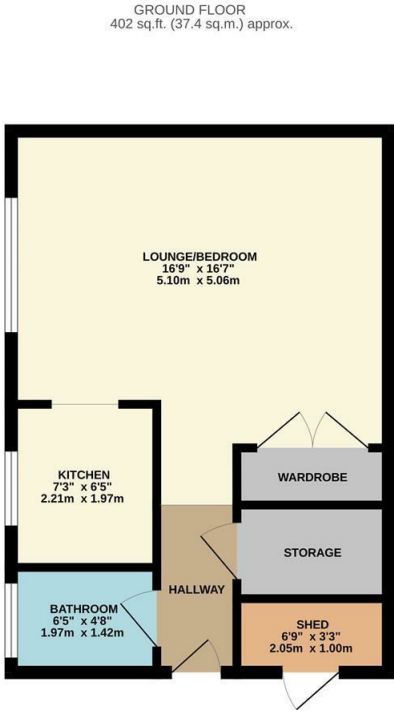 GROUND FLOOR
402 sq.ft. (37.4 sq.m.) approx.
LOUNGE/BEDROOM
16'9" x 16'7"
5.10m x 5.06m
KITCHEN
7'3" x 6'5"
2.21m x 1.97m
WARDROBE
STORAGE
HALLWAY
BATHROOM
6'5" x 4'8"
1.97m x 1.42m
SHED
6'9" x 3'3"
2.05m x 1.00m